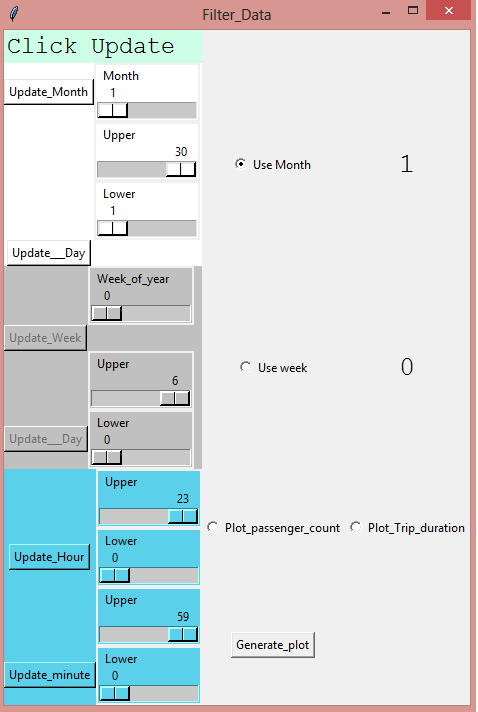 Filter_Data
Click Update
Month
1
Update_Month
Upper
30
Use Month
1
Lower
1
Update__Day
Week_of_year
0
Update_Week
Upper
6
Use week
0
Lower
0
Update__Day
Upper
23
Plot_passenger_count
Plot_Trip_duration
Lower
0
Update_Hour
Upper
59
Generate_plot
Lower
0
Update_minute